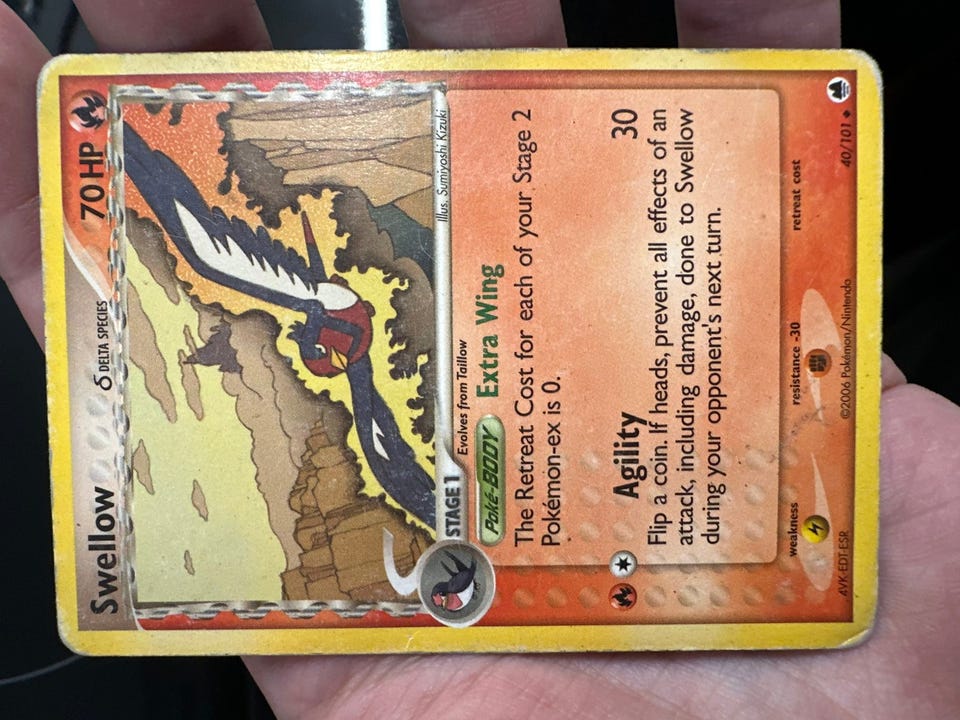 Swellow δ DELTA SPECIES 70 HP
Illus. Sumiyoshi Kizuki
STAGE 1 Evolves from Taillow
Poké-BODY Extra Wing
The Retreat Cost for each of your Stage 2
Pokémon-ex is 0.
Agility 30
Flip a coin. If heads, prevent all effects of an
attack, including damage, done to Swellow
during your opponent's next turn.
weakness resistance -30 retreat cost
4VK-EDT-ESR ©2006 Pokémon/Nintendo 40/101 ◆